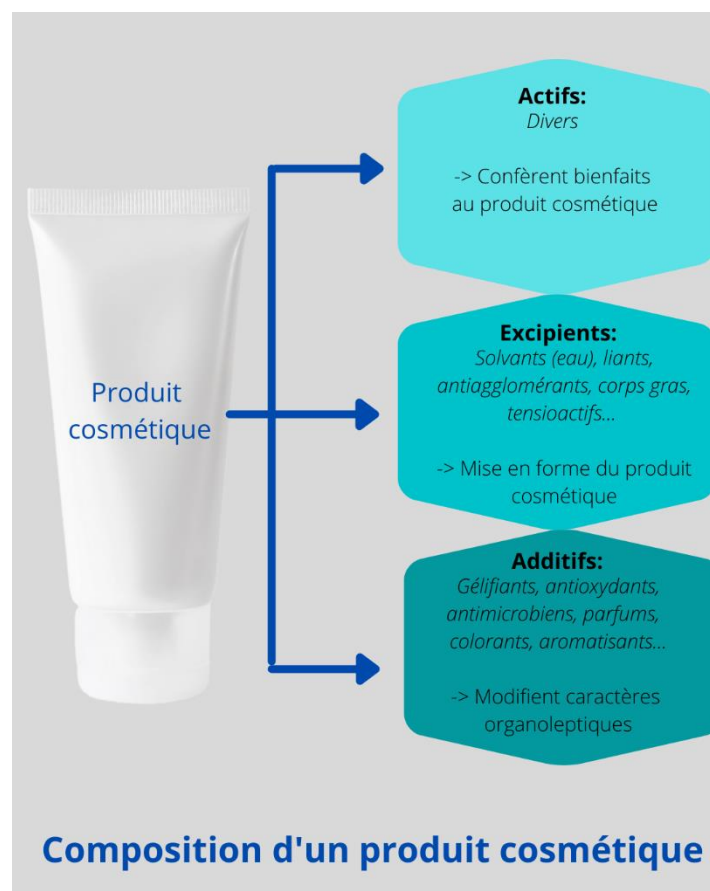 Actifs:
Divers
-> Confèrent bienfaits
au produit cosmétique
Produit
cosmétique
Excipients:
Solvants (eau), liants,
antiagglomérants, corps gras,
tensioactifs...
-> Mise en forme du produit
cosmétique
Additifs:
Gélifiants, antioxydants,
antimicrobiens, parfums,
colorants, aromatisants...
-> Modifient caractères
organoleptiques
Composition d'un produit cosmétique